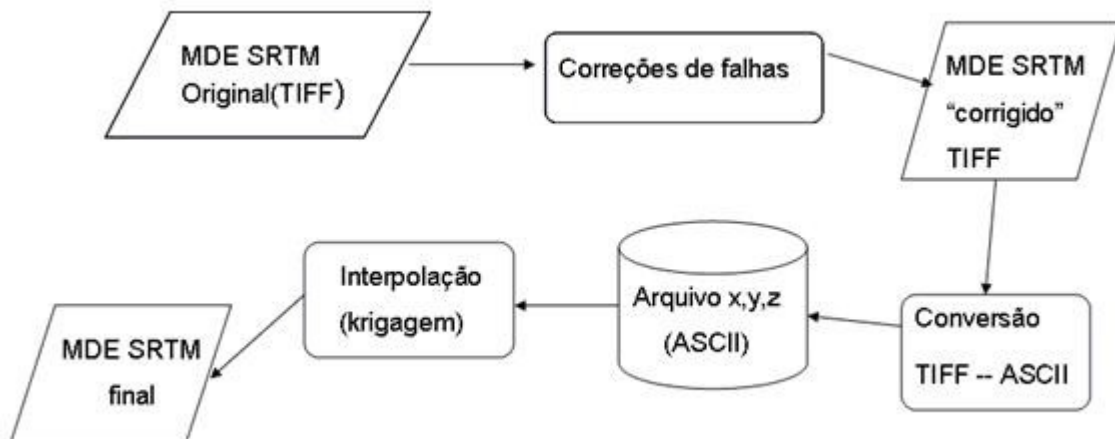 MDE SRTM
Original(TIFF)
Correções de falhas
MDE SRTM
“corrigido”
TIFF
Conversão
TIFF -- ASCII
Arquivo x,y,z
(ASCII)
Interpolação
(krigagem)
MDE SRTM
final